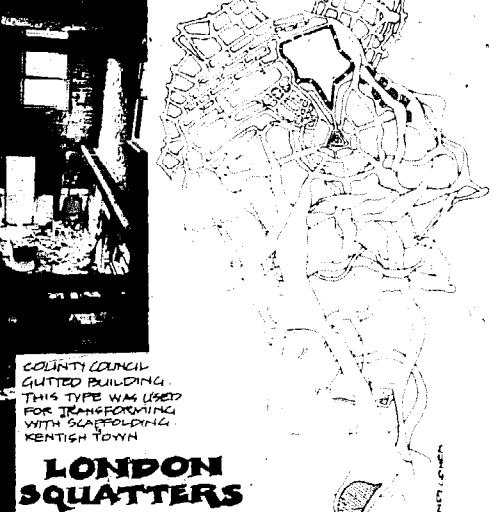 COUNTY COUNCIL
GUTTED BUILDING.
THIS TYPE WAS USED
FOR TRANSFORMING
WITH SCAFFOLDING
KENTISH TOWN
LONDON
SQUATTERS